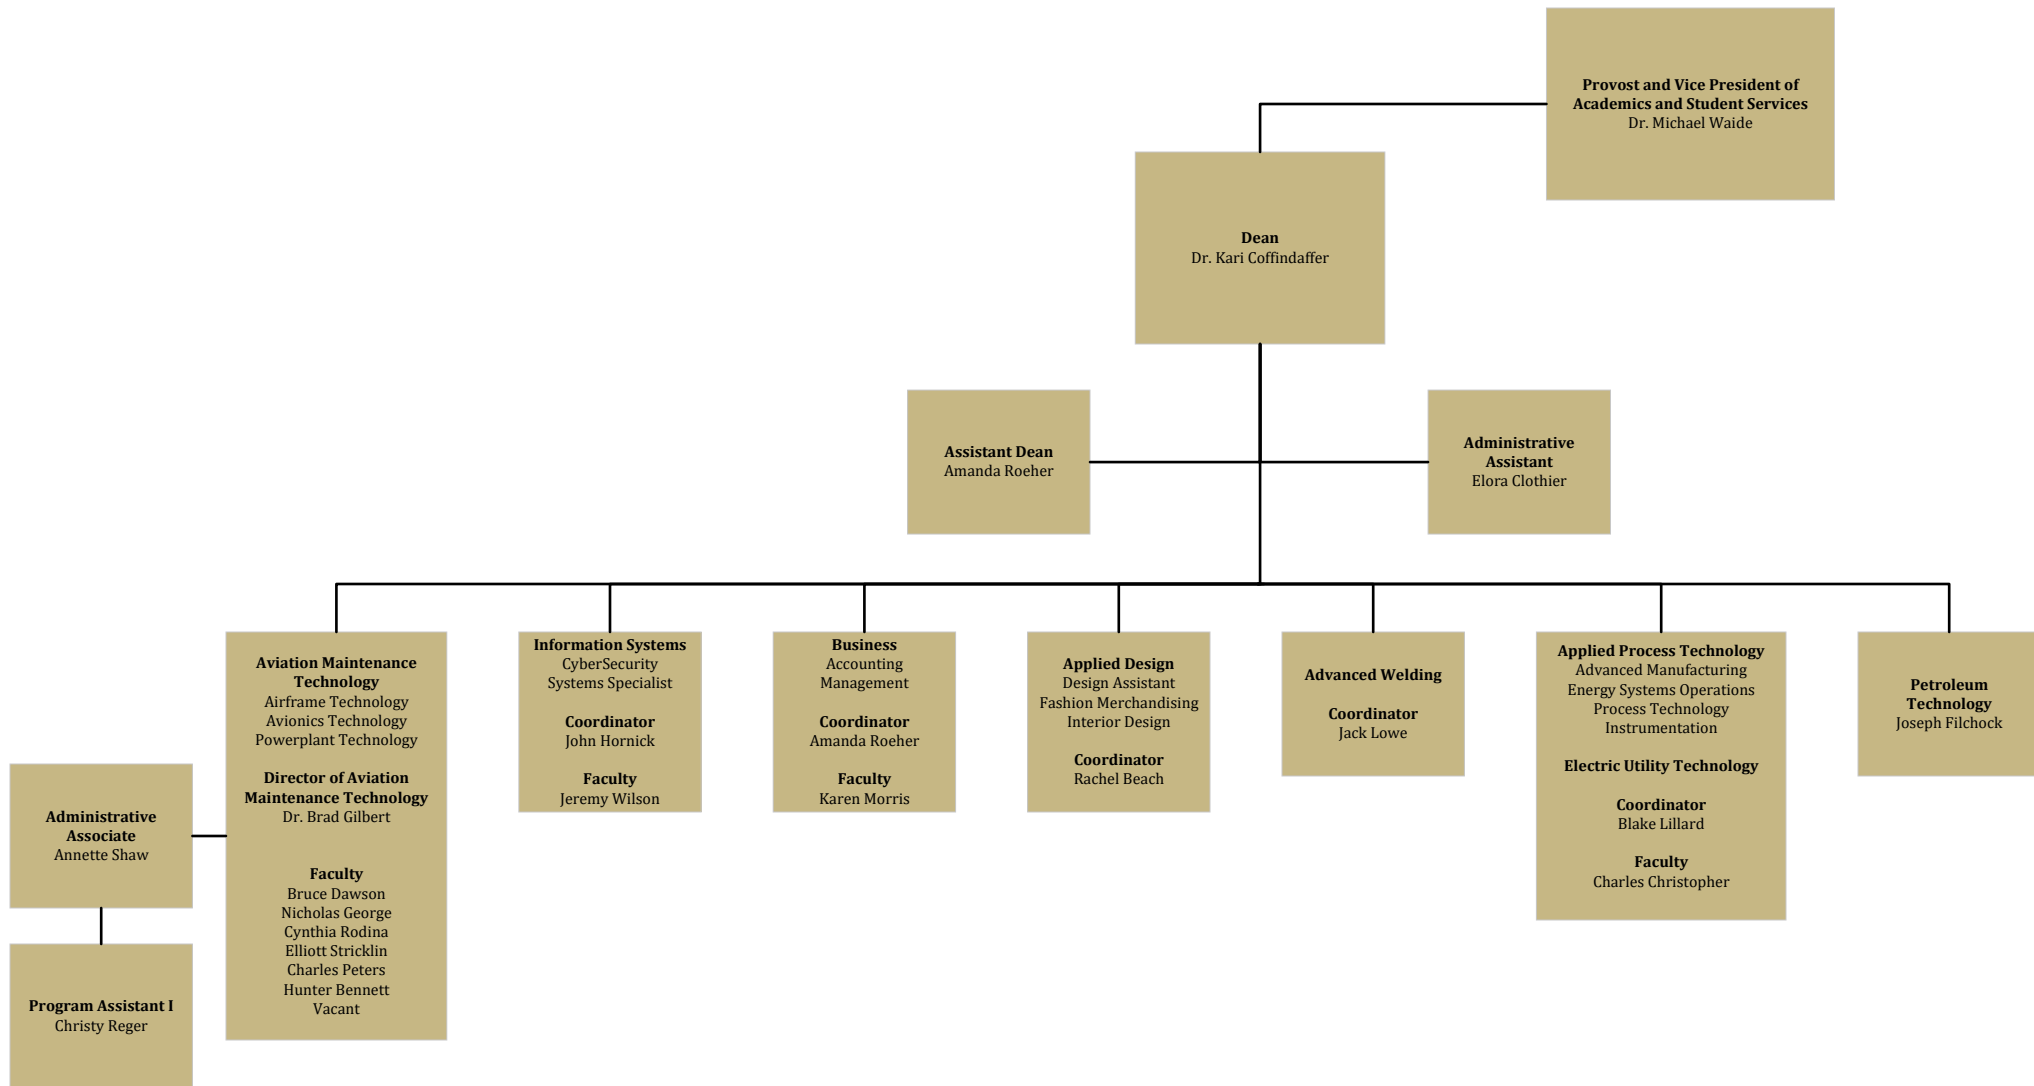 Provost and Vice President of
Academics and Student Services
Dr. Michael Waide
Dean
Dr. Kari Coffindaffer
Assistant Dean
Amanda Roeher
Administrative
Assistant
Elora Clothier
Aviation Maintenance
Technology
Airframe Technology
Avionics Technology
Powerplant Technology
Director of Aviation
Maintenance Technology
Dr. Brad Gilbert
Faculty
Bruce Dawson
Nicholas George
Cynthia Rodina
Elliott Stricklin
Charles Peters
Hunter Bennett
Vacant
Information Systems
CyberSecurity
Systems Specialist
Coordinator
John Hornick
Faculty
Jeremy Wilson
Business
Accounting
Management
Coordinator
Amanda Roeher
Faculty
Karen Morris
Applied Design
Design Assistant
Fashion Merchandising
Interior Design
Coordinator
Rachel Beach
Advanced Welding
Coordinator
Jack Lowe
Applied Process Technology
Advanced Manufacturing
Energy Systems Operations
Process Technology
Instrumentation
Electric Utility Technology
Coordinator
Blake Lillard
Faculty
Charles Christopher
Petroleum
Technology
Joseph Filchock
Administrative
Associate
Annette Shaw
Program Assistant I
Christy Reger